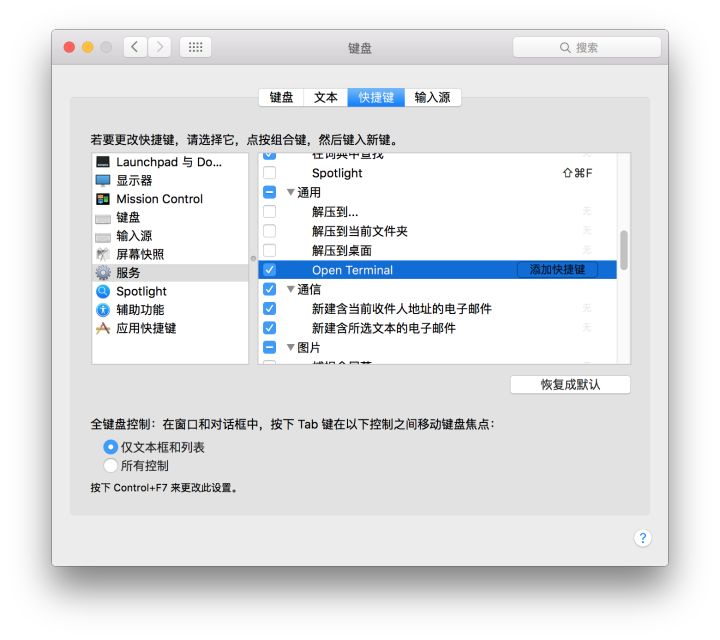 键盘
搜索
键盘 文本 快捷键 输入源
若要更改快捷键，请选择它，点按组合键，然后键入新键。
Launchpad 与 Do...
显示器
Mission Control
键盘
输入源
屏幕快照
服务
Spotlight
辅助功能
应用快捷键
在词典中查找 无
Spotlight ⇧⌘F
通用
解压到... 无
解压到当前文件夹 无
解压到桌面 无
Open Terminal 添加快捷键
通信
新建含当前收件人地址的电子邮件 无
新建含所选文本的电子邮件 无
图片
恢复成默认
全键盘控制：在窗口和对话框中，按下 Tab 键在以下控制之间移动键盘焦点：
仅文本框和列表
所有控制
按下 Control+F7 来更改此设置。
?